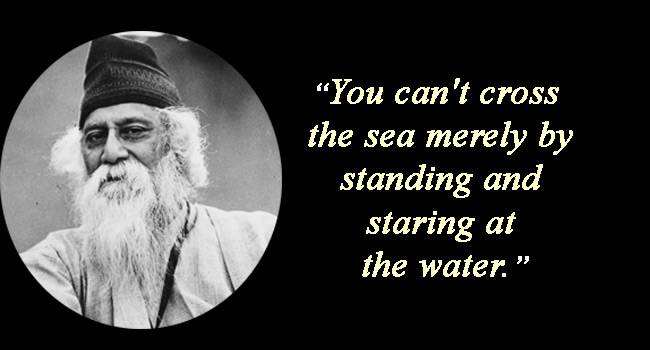 “You can't cross
the sea merely by
standing and
staring at
the water.”